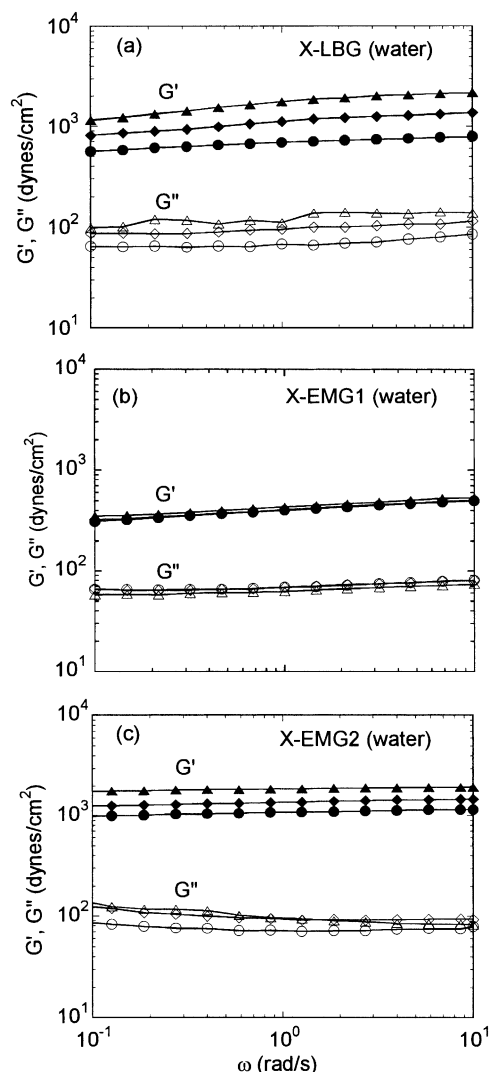 (a) X-LBG (water)
G', G" (dynes/cm²)
10⁴
10³
10²
10¹
G'
G"
(b) X-EMG1 (water)
G', G" (dynes/cm²)
10⁴
10³
10²
10¹
G'
G"
(c) X-EMG2 (water)
G', G" (dynes/cm²)
10⁴
10³
10²
10¹
G'
G"
10⁻¹ 10⁰ 10¹
ω (rad/s)